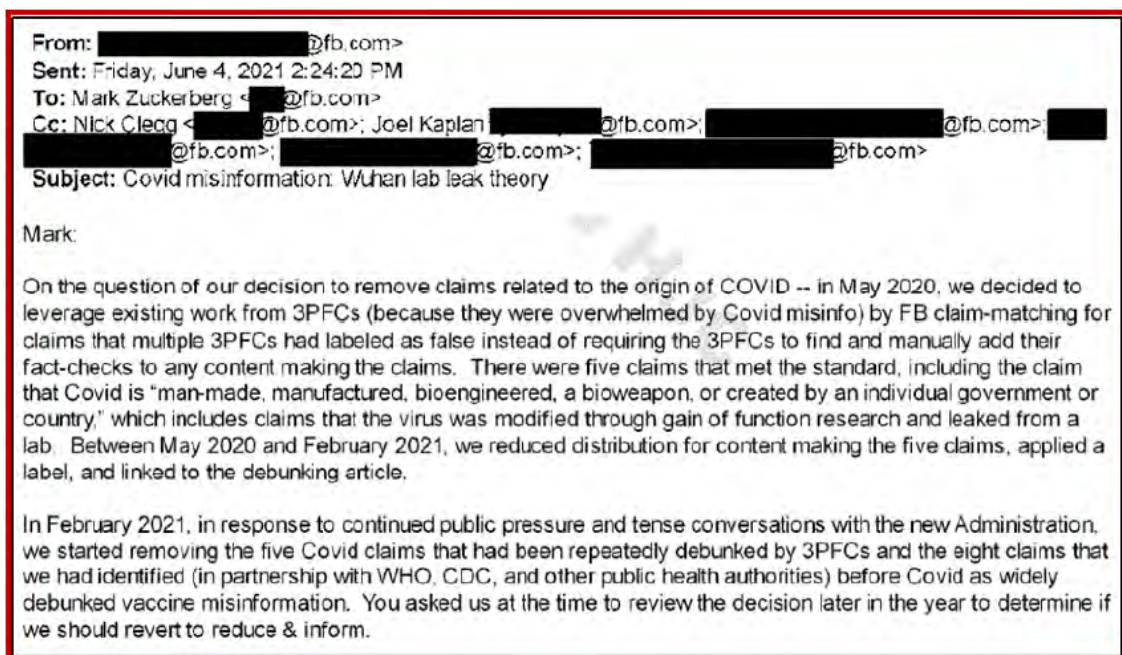 From: @fb.com>
Sent: Friday, June 4, 2021 2:24:20 PM
To: Mark Zuckerberg < @fb.com>
Cc: Nick Clegg < @fb.com>; Joel Kaplan @fb.com>; @fb.com>;
@fb.com>; @fb.com>; @fb.com>
Subject: Covid misinformation: Wuhan lab leak theory
Mark:
On the question of our decision to remove claims related to the origin of COVID -- in May 2020, we decided to
leverage existing work from 3PFCs (because they were overwhelmed by Covid misinfo) by FB claim-matching for
claims that multiple 3PFCs had labeled as false instead of requiring the 3PFCs to find and manually add their
fact-checks to any content making the claims. There were five claims that met the standard, including the claim
that Covid is "man-made, manufactured, bioengineered, a bioweapon, or created by an individual government or
country," which includes claims that the virus was modified through gain of function research and leaked from a
lab. Between May 2020 and February 2021, we reduced distribution for content making the five claims, applied a
label, and linked to the debunking article.
In February 2021, in response to continued public pressure and tense conversations with the new Administration,
we started removing the five Covid claims that had been repeatedly debunked by 3PFCs and the eight claims that
we had identified (in partnership with WHO, CDC, and other public health authorities) before Covid as widely
debunked vaccine misinformation. You asked us at the time to review the decision later in the year to determine if
we should revert to reduce & inform.